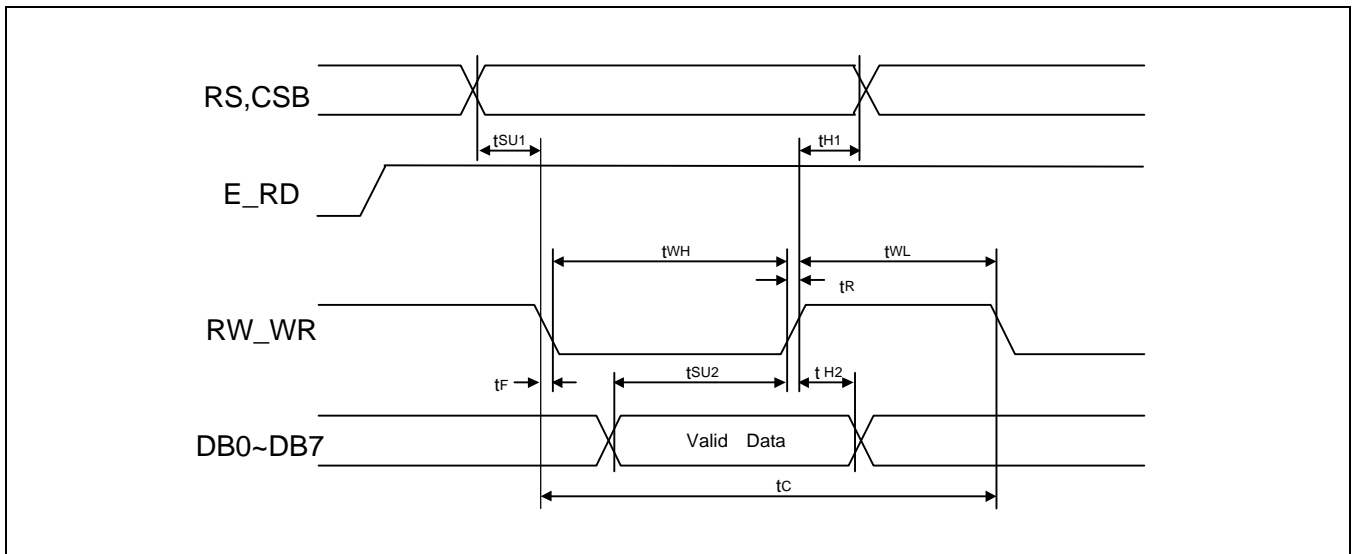 RS,CSB
tSU1
tH1
E_RD
tWH
tWL
tR
RW_WR
tF
tSU2
t H2
DB0~DB7
Valid Data
tC